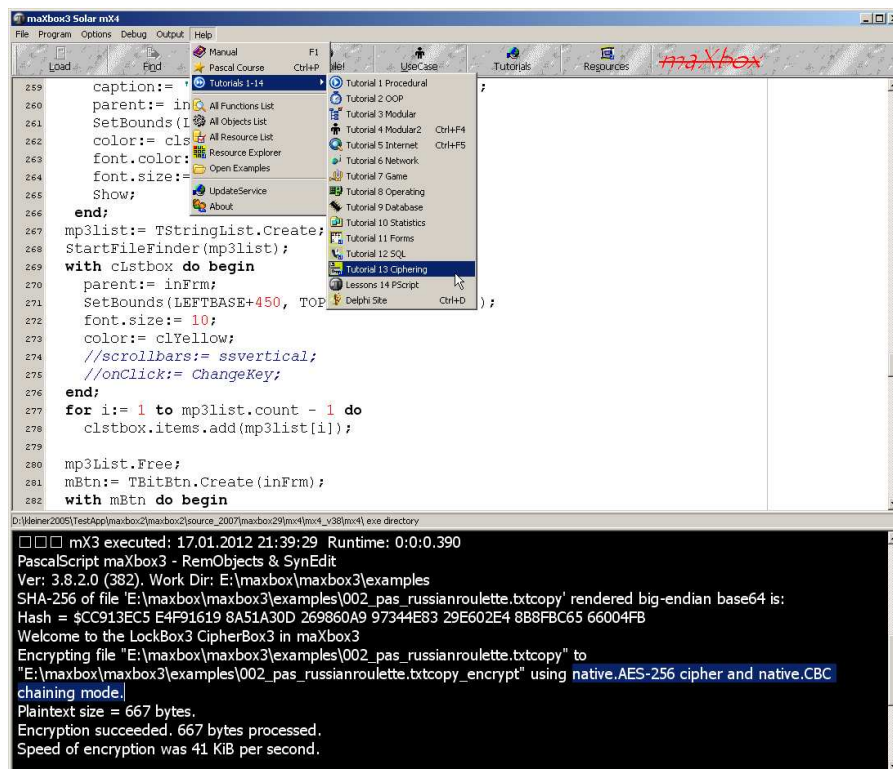 maXbox3 Solar mX4
File Program Options Debug Output Help
Load Find pile! UseCase Tutorials Resources maXbox
Manual F1
Pascal Course Ctrl+P
Tutorials 1-14
All Functions List
All Objects List
All Resource List
Resource Explorer
Open Examples
UpdateService
About
Tutorial 1 Procedural
Tutorial 2 OOP
Tutorial 3 Modular
Tutorial 4 Modular2 Ctrl+F4
Tutorial 5 Internet Ctrl+F5
Tutorial 6 Network
Tutorial 7 Game
Tutorial 8 Operating
Tutorial 9 Database
Tutorial 10 Statistics
Tutorial 11 Forms
Tutorial 12 SQL
Tutorial 13 Ciphering
Lessons 14 PScript
Delphi Site Ctrl+D
259 caption:= ' ;
260 parent:= in
261 SetBounds(L
262 color:= cls
263 font.color:
264 font.size:=
265 Show;
266 end;
267 mp3list:= TStringList.Create;
268 StartFileFinder(mp3list);
269 with cLstbox do begin
270 parent:= inFrm;
271 SetBounds(LEFTBASE+450, TOP );
272 font.size:= 10;
273 color:= clYellow;
274 //scrollbars:= ssvertical;
275 //onClick:= ChangeKey;
276 end;
277 for i:= 1 to mp3list.count - 1 do
278 clstbox.items.add(mp3list[i]);
279
280 mp3List.Free;
281 mBtn:= TBitBtn.Create(inFrm);
282 with mBtn do begin
D:\kleiner2005\TestApp\maxbox2\maxbox2\source_2007\maxbox29\mx4\mx4_v38\mx4\ exe directory
mX3 executed: 17.01.2012 21:39:29 Runtime: 0:0:0.390
PascalScript maXbox3 - RemObjects & SynEdit
Ver: 3.8.2.0 (382). Work Dir: E:\maxbox\maxbox3\examples
SHA-256 of file 'E:\maxbox\maxbox3\examples\002_pas_russianroulette.txtcopy' rendered big-endian base64 is:
Hash = $CC913EC5 E4F91619 8A51A30D 269860A9 97344E83 29E602E4 8B8FBC65 66004FB
Welcome to the LockBox3 CipherBox3 in maXbox3
Encrypting file "E:\maxbox\maxbox3\examples\002_pas_russianroulette.txtcopy" to
"E:\maxbox\maxbox3\examples\002_pas_russianroulette.txtcopy_encrypt" using native.AES-256 cipher and native.CBC
chaining mode.
Plaintext size = 667 bytes.
Encryption succeeded. 667 bytes processed.
Speed of encryption was 41 KiB per second.